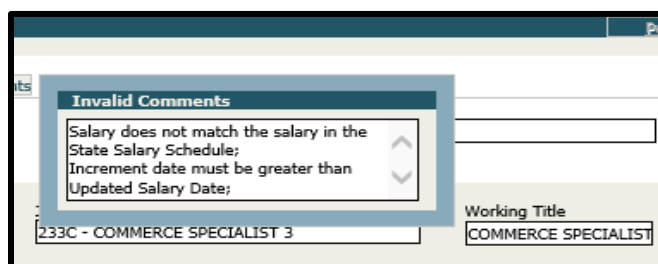 nts
Invalid Comments
Salary does not match the salary in the
State Salary Schedule;
Increment date must be greater than
Updated Salary Date;
Working Title
233C - COMMERCE SPECIALIST 3
COMMERCE SPECIALIST